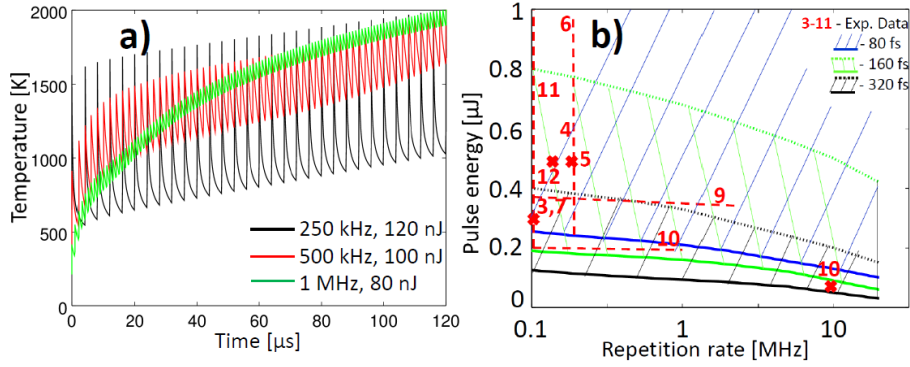 a)
Temperature [K]
2000
1500
1000
500
0
250 kHz, 120 nJ
500 kHz, 100 nJ
1 MHz, 80 nJ
0 20 40 60 80 100 120
Time [µs]
b)
Pulse energy [µJ]
1
0.8
0.6
0.4
0.2
0
3-11 - Exp. Data
- 80 fs
- 160 fs
- 320 fs
6
11
4
5
12
9
3,7
10
10
0.1 1 10
Repetition rate [MHz]